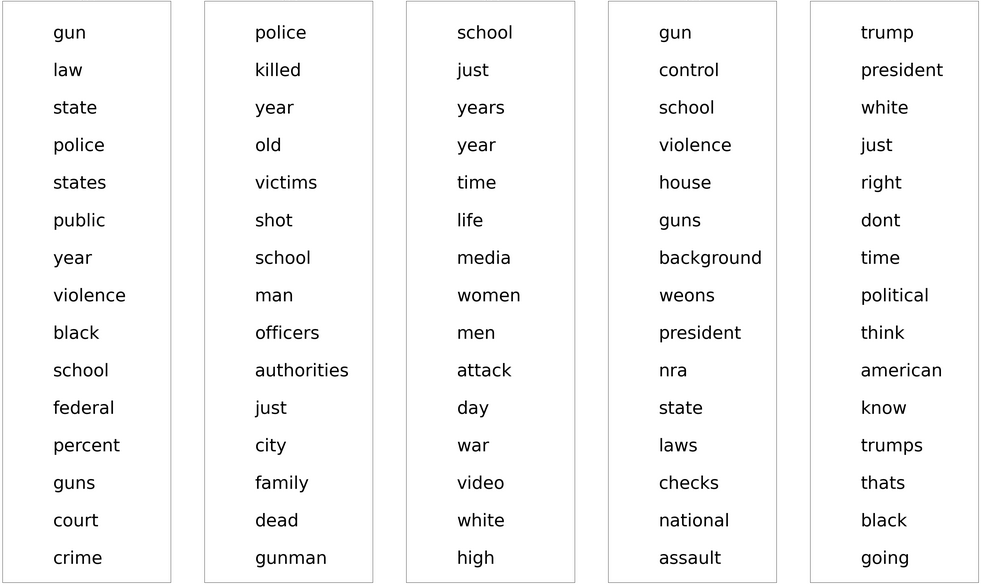 gun
law
state
police
states
public
year
violence
black
school
federal
percent
guns
court
crime
police
killed
year
old
victims
shot
school
man
officers
authorities
just
city
family
dead
gunman
school
just
years
year
time
life
media
women
men
attack
day
war
video
white
high
gun
control
school
violence
house
guns
background
weons
president
nra
state
laws
checks
national
assault
trump
president
white
just
right
dont
time
political
think
american
know
trumps
thats
black
going